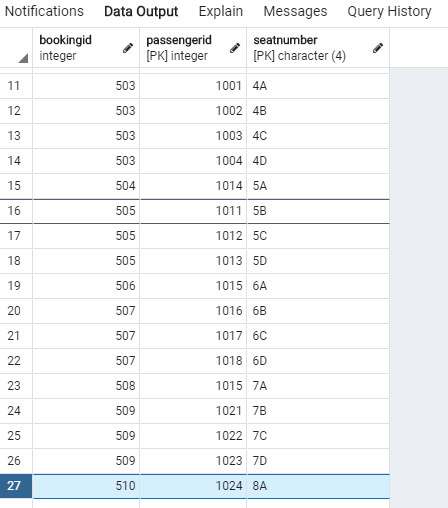 Notifications Data Output Explain Messages Query History
bookingid passengerid seatnumber
integer [PK] integer [PK] character (4)
11 503 1001 4A
12 503 1002 4B
13 503 1003 4C
14 503 1004 4D
15 504 1014 5A
16 505 1011 5B
17 505 1012 5C
18 505 1013 5D
19 506 1015 6A
20 507 1016 6B
21 507 1017 6C
22 507 1018 6D
23 508 1015 7A
24 509 1021 7B
25 509 1022 7C
26 509 1023 7D
27 510 1024 8A